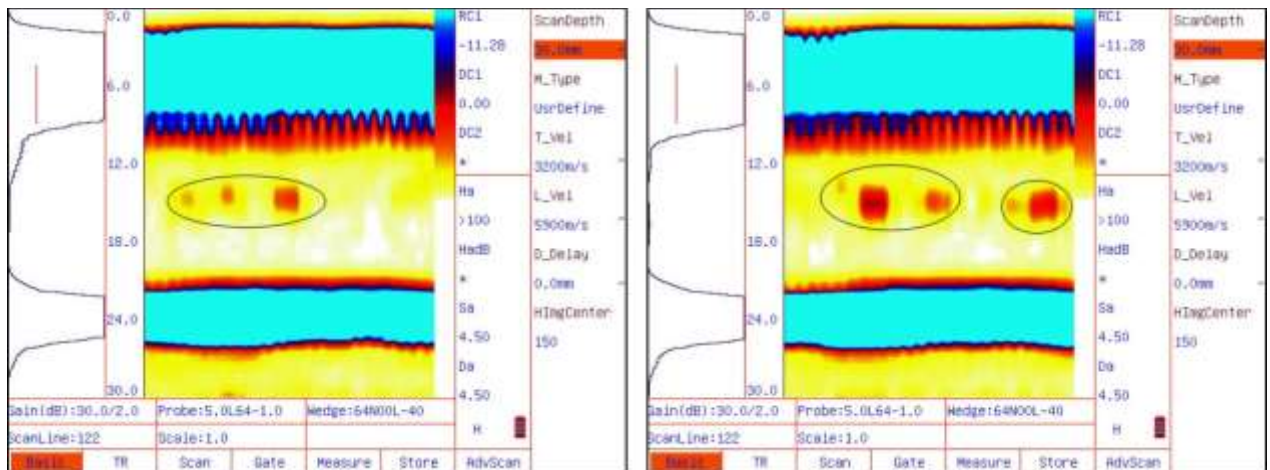 0.0
6.0
12.0
18.0
24.0
30.0
RC1
-11.28
DC1
0.00
DC2
*
Ha
>100
HadB
*
Sa
4.50
Da
4.50
ScanDepth
30.0mm
M_Type
UsrDefine
T_Vel
3200m/s
L_Vel
5900m/s
D_Delay
0.0mm
HImgCenter
150
Gain(dB):30.0/2.0 Probe:5.0L64-1.0 Wedge:64N00L-40
ScanLine:122 Scale:1.0
H
Basic TR Scan Gate Measure Store AdvScan
0.0
6.0
12.0
18.0
24.0
30.0
RC1
-11.28
DC1
0.00
DC2
*
Ha
>100
HadB
*
Sa
4.50
Da
4.50
ScanDepth
30.0mm
M_Type
UsrDefine
T_Vel
3200m/s
L_Vel
5900m/s
D_Delay
0.0mm
HImgCenter
150
Gain(dB):30.0/2.0 Probe:5.0L64-1.0 Wedge:64N00L-40
ScanLine:122 Scale:1.0
H
Basic TR Scan Gate Measure Store AdvScan